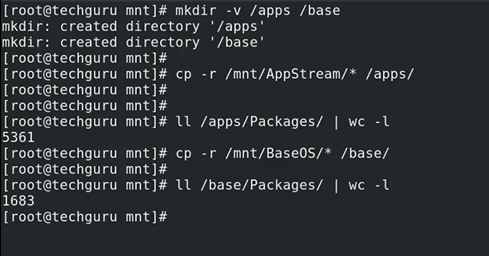 [root@techguru mnt]# mkdir -v /apps /base
mkdir: created directory '/apps'
mkdir: created directory '/base'
[root@techguru mnt]#
[root@techguru mnt]# cp -r /mnt/AppStream/* /apps/
[root@techguru mnt]#
[root@techguru mnt]#
[root@techguru mnt]# ll /apps/Packages/ | wc -l
5361
[root@techguru mnt]# cp -r /mnt/BaseOS/* /base/
[root@techguru mnt]#
[root@techguru mnt]# ll /base/Packages/ | wc -l
1683
[root@techguru mnt]#